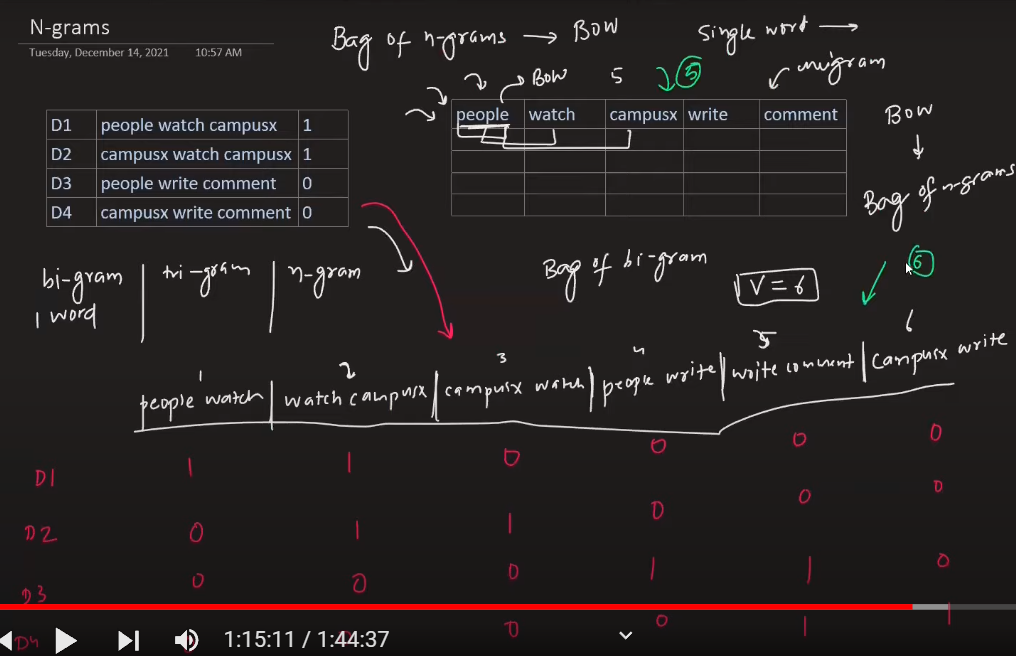 N-grams
Tuesday, December 14, 2021 10:57 AM
Bag of n-grams → BOW
Single word →
→ BOW 5 5
unigram
D1 people watch campusx 1
D2 campusx watch campusx 1
D3 people write comment 0
D4 campusx write comment 0
people watch campusx write comment
BOW
↓
Bag of n-grams
bi-gram | tri-gram | n-gram
1 word
Bag of bi-gram
V = 6
6
1 2 3 4 5 6
people watch | watch campusx | campusx watch | people write | write comment | campusx write
D1 1 1 0 0 0 0
D2 0 1 1 0 0 0
D3 0 0 0 1 1 0
D4 0 0 1 1
1:15:11 / 1:44:37